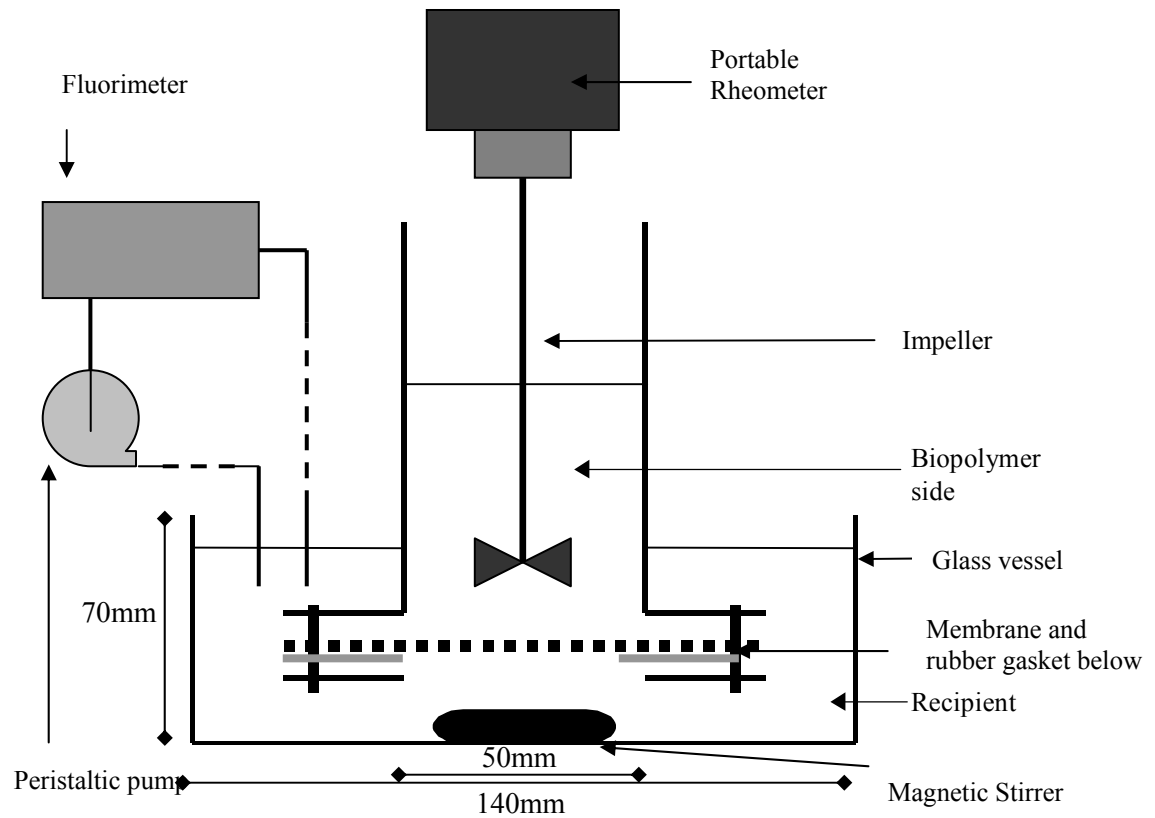 Portable
Rheometer
Fluorimeter
Impeller
Biopolymer
side
Glass vessel
70mm
Membrane and
rubber gasket below
Recipient
50mm
Peristaltic pump
140mm
Magnetic Stirrer